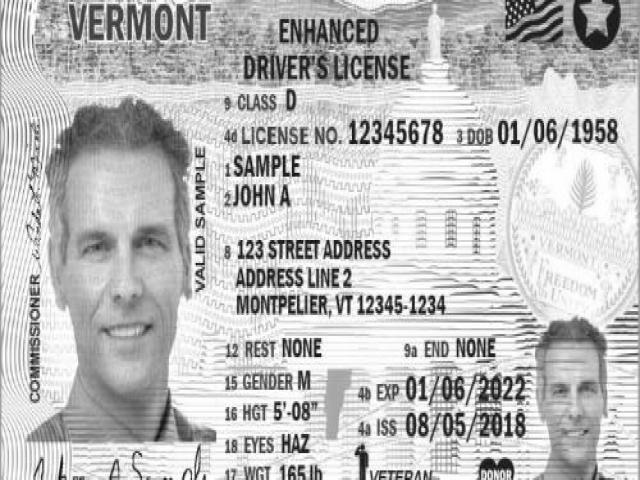 VERMONT
ENHANCED
DRIVER'S LICENSE
9 CLASS D
4d LICENSE NO. 12345678 3 DOB 01/06/1958
1 SAMPLE
2 JOHN A
8 123 STREET ADDRESS
ADDRESS LINE 2
MONTPELIER, VT 12345-1234
12 REST NONE 9a END NONE
15 GENDER M 4b EXP 01/06/2022
16 HGT 5'-08" 4a ISS 08/05/2018
18 EYES HAZ
17 WGT 165 lb VETERAN DONOR
COMMISSIONER
VALID SAMPLE
FREEDOM